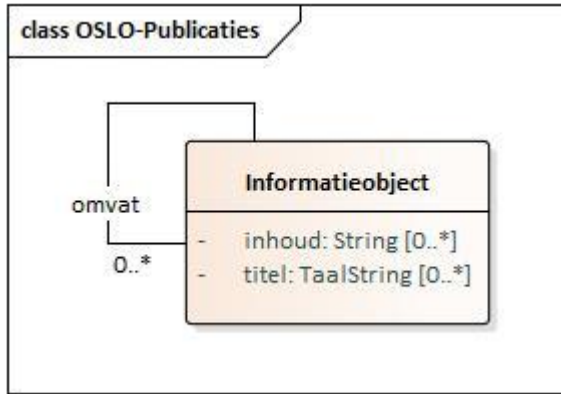 class OSLO-Publicaties
Informatieobject
omvat
- inhoud: String [0..*]
0..*
- titel: TaalString [0..*]